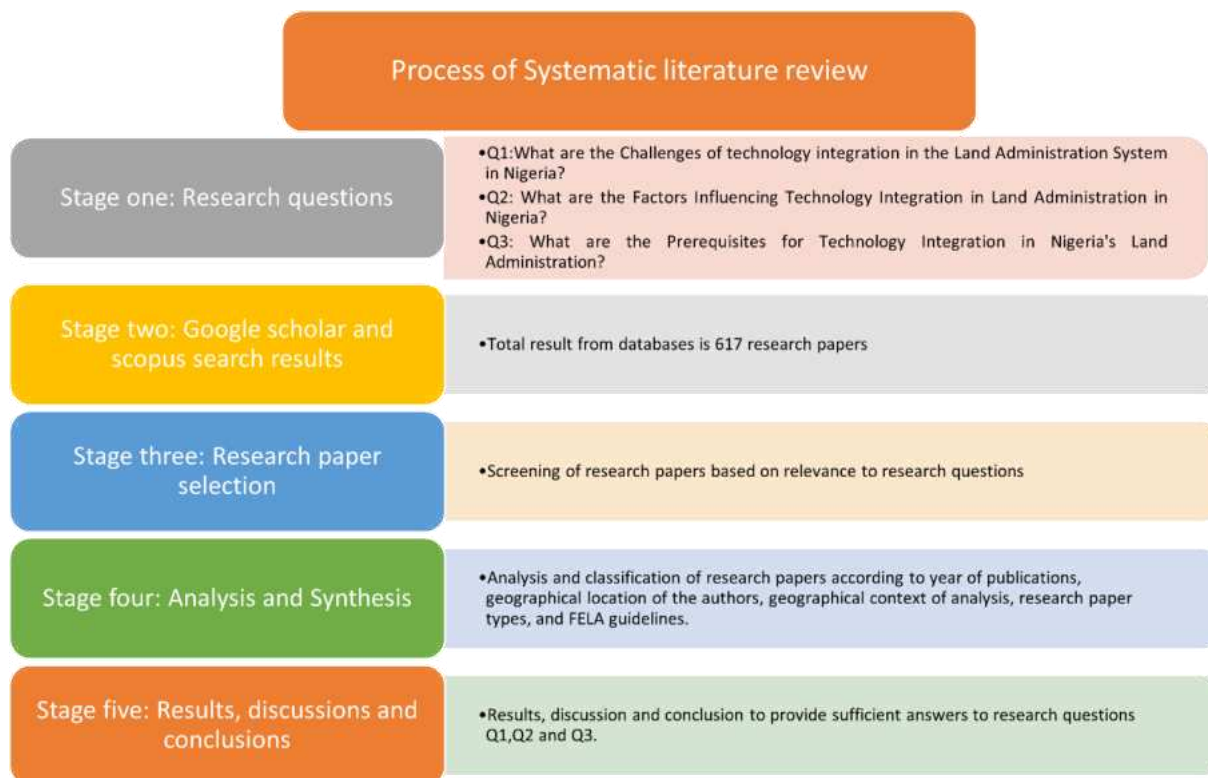 Process of Systematic literature review
Stage one: Research questions
•Q1:What are the Challenges of technology integration in the Land Administration System
in Nigeria?
•Q2: What are the Factors Influencing Technology Integration in Land Administration in
Nigeria?
•Q3: What are the Prerequisites for Technology Integration in Nigeria's Land
Administration?
Stage two: Google scholar and
scopus search results
•Total result from databases is 617 research papers
Stage three: Research paper
selection
•Screening of research papers based on relevance to research questions
Stage four: Analysis and Synthesis
•Analysis and classification of research papers according to year of publications,
geographical location of the authors, geographical context of analysis, research paper
types, and FELA guidelines.
Stage five: Results, discussions and
conclusions
•Results, discussion and conclusion to provide sufficient answers to research questions
Q1,Q2 and Q3.